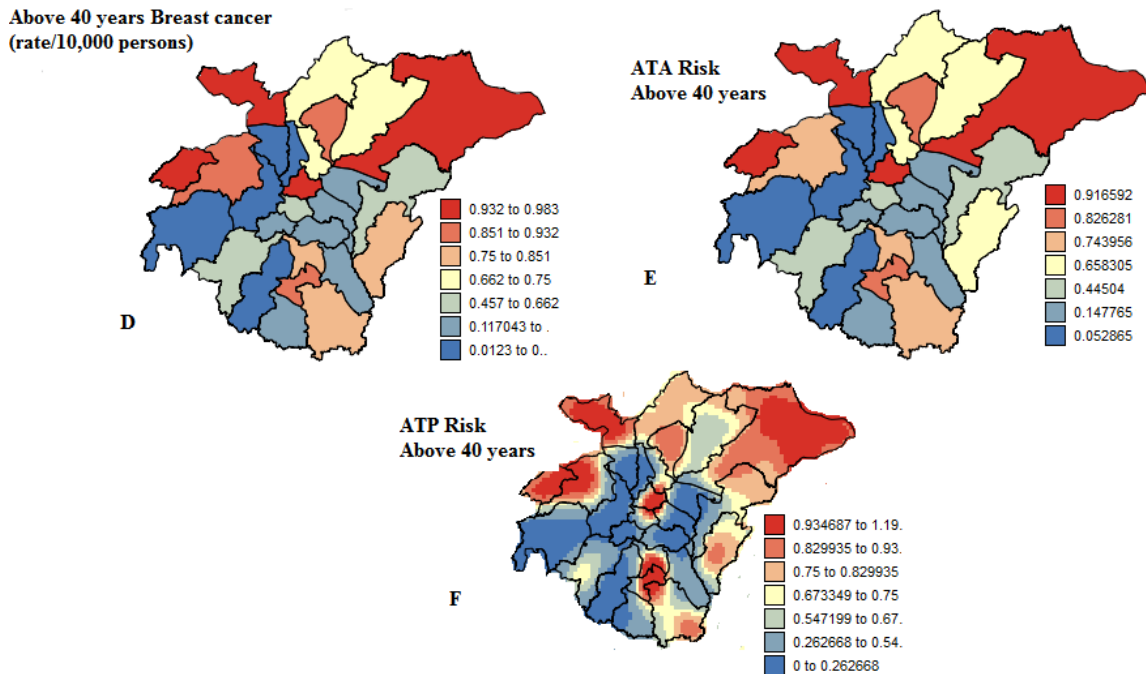 Above 40 years Breast cancer
(rate/10,000 persons)
0.932 to 0.983
0.851 to 0.932
0.75 to 0.851
0.662 to 0.75
0.457 to 0.662
0.117043 to .
0.0123 to 0..
D
ATA Risk
Above 40 years
0.916592
0.826281
0.743956
0.658305
0.44504
0.147765
0.052865
E
ATP Risk
Above 40 years
0.934687 to 1.19.
0.829935 to 0.93.
0.75 to 0.829935
0.673349 to 0.75
0.547199 to 0.67.
0.262668 to 0.54.
0 to 0.262668
F